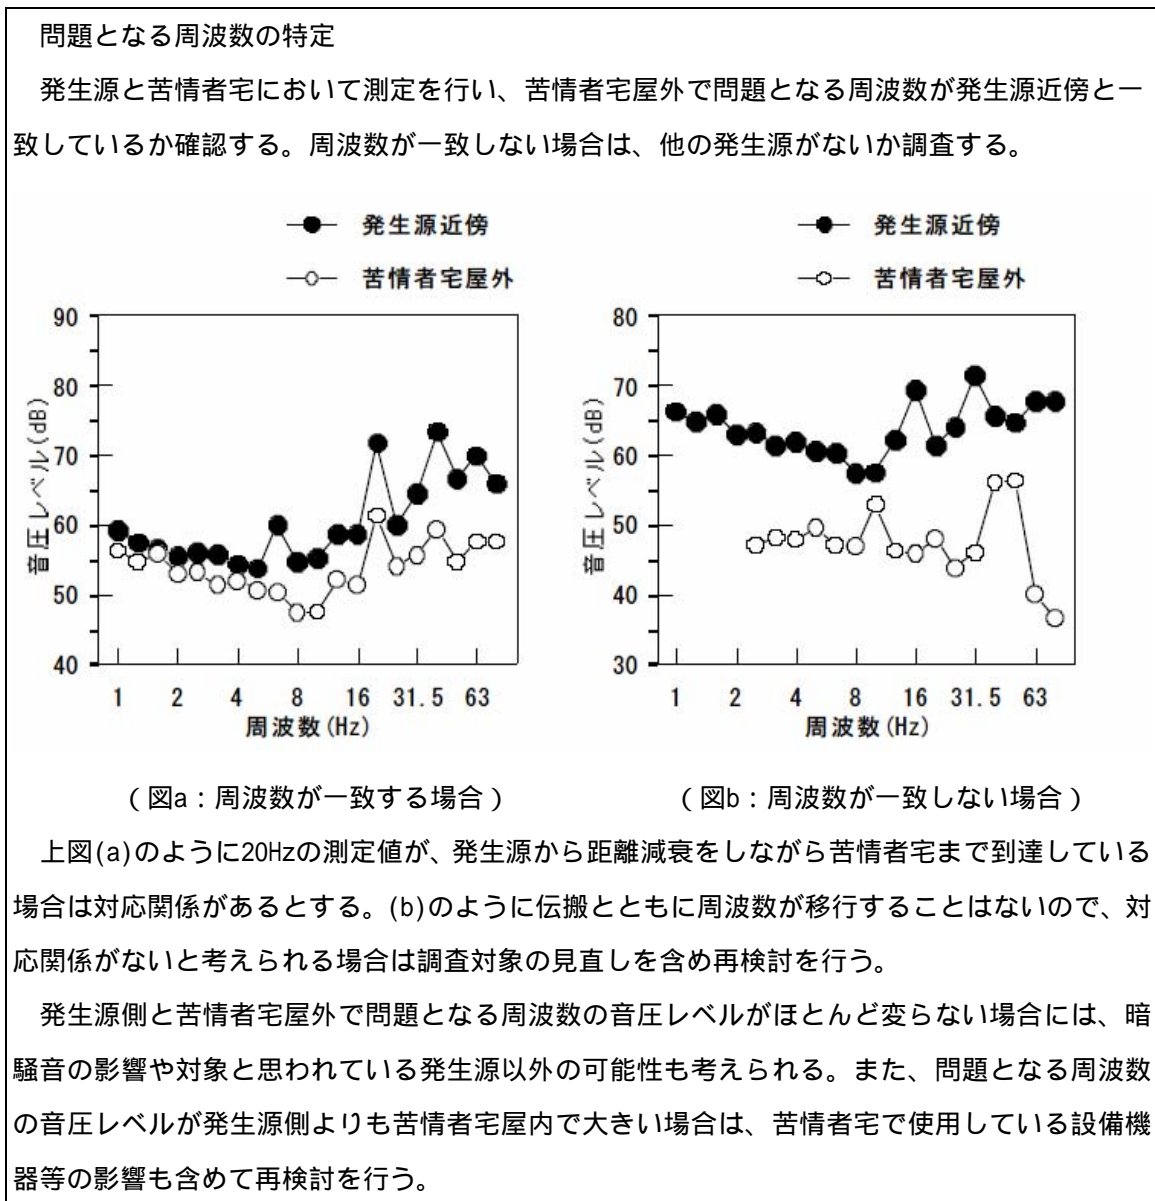 問題となる周波数の特定
発生源と苦情者宅において測定を行い、苦情者宅屋外で問題となる周波数が発生源近傍と一
致しているか確認する。周波数が一致しない場合は、他の発生源がないか調査する。
発生源近傍
苦情者宅屋外
90
80
70
60
50
40
音圧レベル(dB)
1 2 4 8 16 31.5 63
周波数(Hz)
発生源近傍
苦情者宅屋外
80
70
60
50
40
30
音圧レベル(dB)
1 2 4 8 16 31.5 63
周波数(Hz)
（図a：周波数が一致する場合）
（図b：周波数が一致しない場合）
上図(a)のように20Hzの測定値が、発生源から距離減衰をしながら苦情者宅まで到達している
場合は対応関係があるとする。(b)のように伝搬とともに周波数が移行することはないので、対
応関係がないと考えられる場合は調査対象の見直しを含め再検討を行う。
発生源側と苦情者宅屋外で問題となる周波数の音圧レベルがほとんど変らない場合には、暗
騒音の影響や対象と思われている発生源以外の可能性も考えられる。また、問題となる周波数
の音圧レベルが発生源側よりも苦情者宅屋内で大きい場合は、苦情者宅で使用している設備機
器等の影響も含めて再検討を行う。